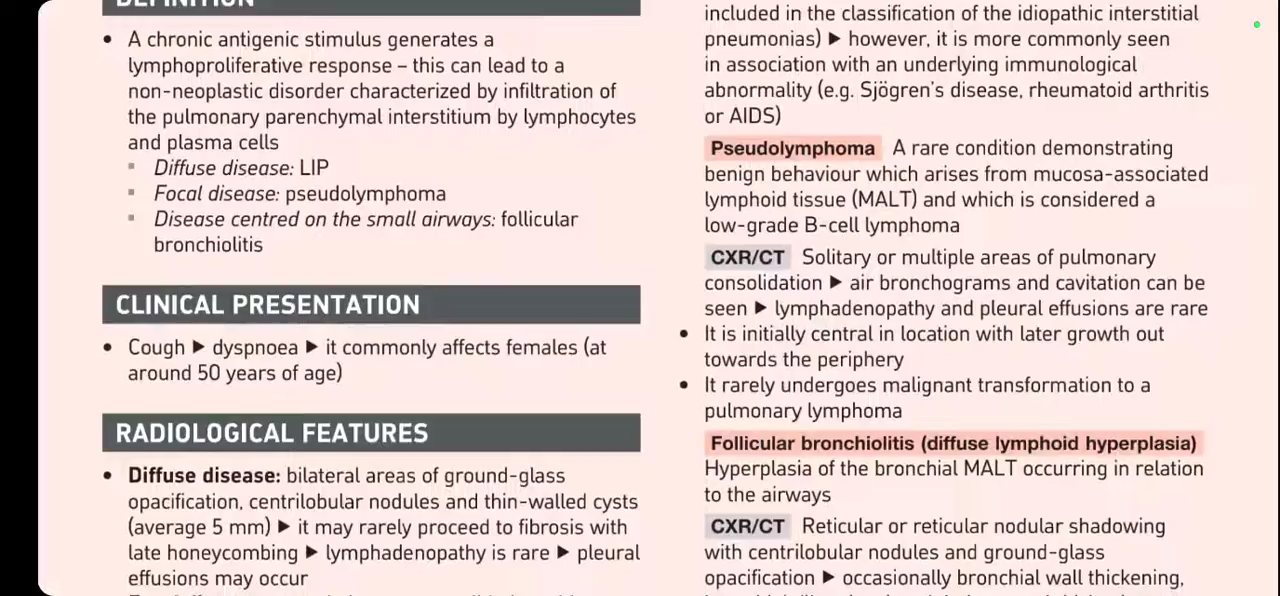 DEFINITION
• A chronic antigenic stimulus generates a
lymphoproliferative response – this can lead to a
non-neoplastic disorder characterized by infiltration of
the pulmonary parenchymal interstitium by lymphocytes
and plasma cells
▪ Diffuse disease: LIP
▪ Focal disease: pseudolymphoma
▪ Disease centred on the small airways: follicular
bronchiolitis
CLINICAL PRESENTATION
• Cough ▶ dyspnoea ▶ it commonly affects females (at
around 50 years of age)
RADIOLOGICAL FEATURES
• Diffuse disease: bilateral areas of ground-glass
opacification, centrilobular nodules and thin-walled cysts
(average 5 mm) ▶ it may rarely proceed to fibrosis with
late honeycombing ▶ lymphadenopathy is rare ▶ pleural
effusions may occur
included in the classification of the idiopathic interstitial
pneumonias) ▶ however, it is more commonly seen
in association with an underlying immunological
abnormality (e.g. Sjögren's disease, rheumatoid arthritis
or AIDS)
Pseudolymphoma A rare condition demonstrating
benign behaviour which arises from mucosa-associated
lymphoid tissue (MALT) and which is considered a
low-grade B-cell lymphoma
CXR/CT Solitary or multiple areas of pulmonary
consolidation ▶ air bronchograms and cavitation can be
seen ▶ lymphadenopathy and pleural effusions are rare
• It is initially central in location with later growth out
towards the periphery
• It rarely undergoes malignant transformation to a
pulmonary lymphoma
Follicular bronchiolitis (diffuse lymphoid hyperplasia)
Hyperplasia of the bronchial MALT occurring in relation
to the airways
CXR/CT Reticular or reticular nodular shadowing
with centrilobular nodules and ground-glass
opacification ▶ occasionally bronchial wall thickening,